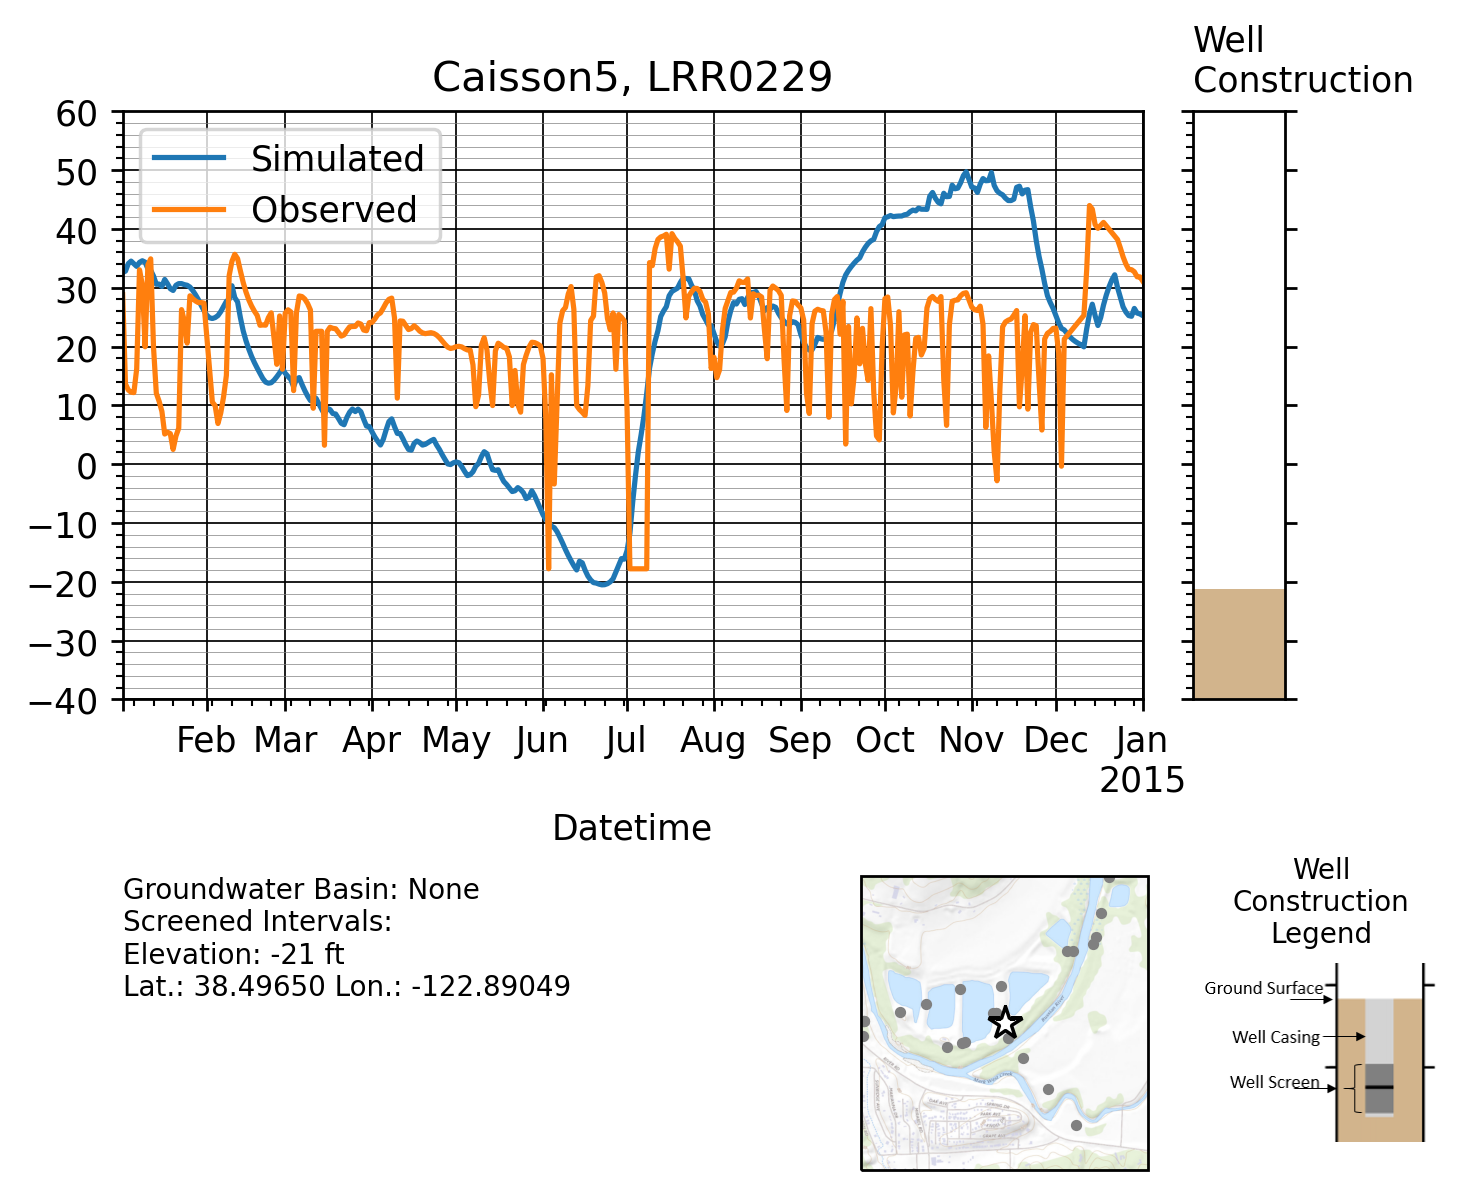 Well
Construction
Caisson5, LRR0229
60
50
40
30
20
10
0
−10
−20
−30
−40
Simulated
Observed
Feb Mar Apr May Jun Jul Aug Sep Oct Nov Dec Jan
2015
Datetime
Groundwater Basin: None
Screened Intervals:
Elevation: -21 ft
Lat.: 38.49650 Lon.: -122.89049
Well
Construction
Legend
Ground Surface
Well Casing
Well Screen